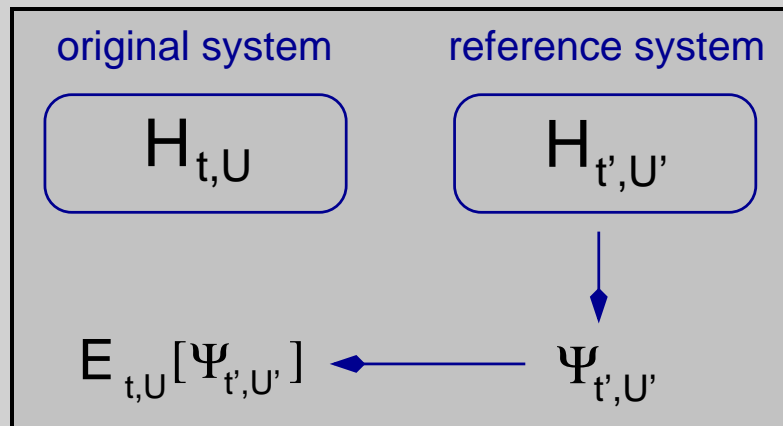 original system reference system
H_{t,U} H_{t',U'}
E_{t,U}[Ψ_{t',U'}] Ψ_{t',U'}